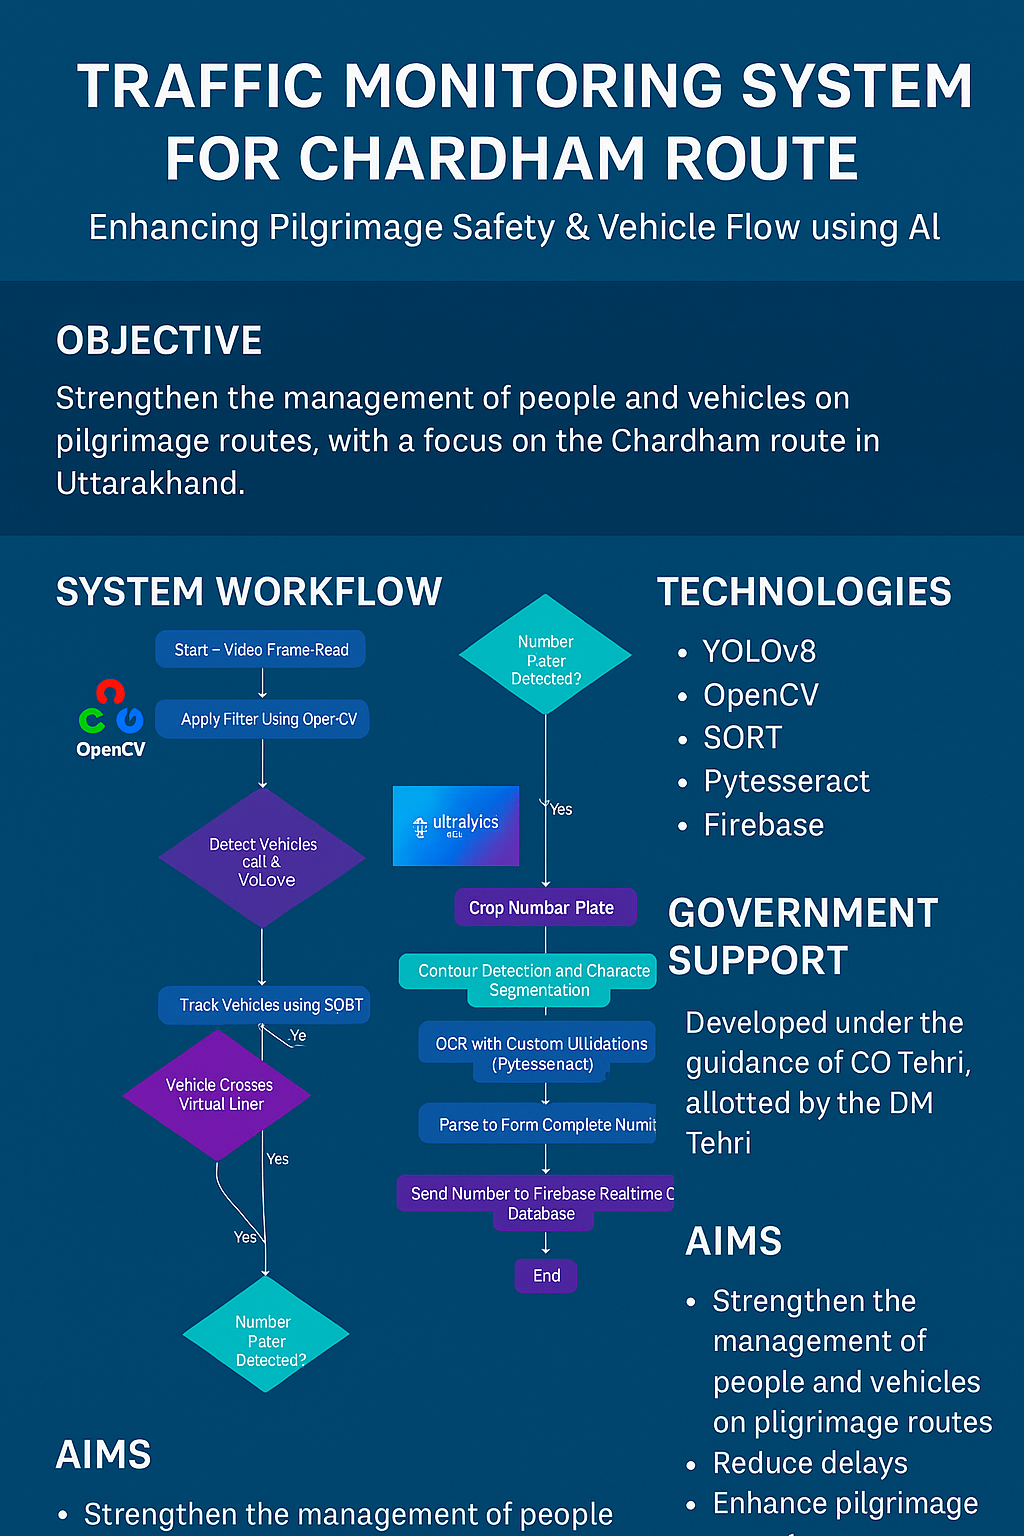 TRAFFIC MONITORING SYSTEM
FOR CHARDHAM ROUTE
Enhancing Pilgrimage Safety & Vehicle Flow using AI
OBJECTIVE
Strengthen the management of people and vehicles on
pilgrimage routes, with a focus on the Chardham route in
Uttarakhand.
SYSTEM WORKFLOW
Start – Video Frame-Read
Apply Filter Using Oper-CV
OpenCV
Detect Vehicles
call &
VoLove
Track Vehicles using SOBT
Ye
Vehicle Crosses
Virtual Liner
Yes
Yes
Number
Pater
Detected?
Number
P.ater
Detected?
Yes
ultralyics
Crop Numbar Plate
Contour Detection and Characte
Segmentation
OCR with Custom Ullidations
(Pytessenact)
Parse to Form Complete Numit
Send Number to Firebase Realtime C
Database
End
TECHNOLOGIES
• YOLOv8
• OpenCV
• SORT
• Pytesseract
• Firebase
GOVERNMENT
SUPPORT
Developed under the
guidance of CO Tehri,
allotted by the DM
Tehri
AIMS
• Strengthen the
management of
people and vehicles
on pligrimage routes
• Reduce delays
• Enhance pilgrimage
AIMS
• Strengthen the management of people